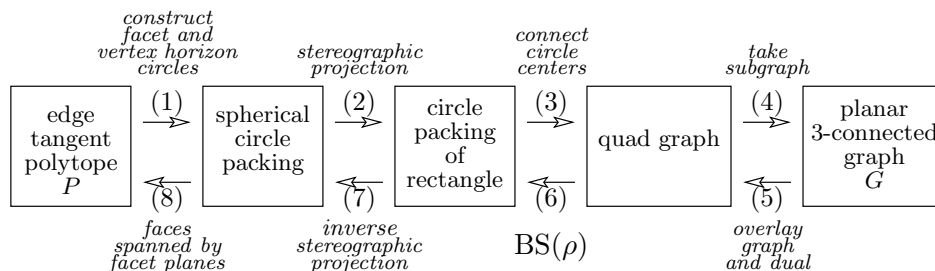 construct
facet and
vertex horizon
circles
stereographic
projection
connect
circle
centers
take
subgraph
(1)
(2)
(3)
(4)
edge
tangent
polytope
P
spherical
circle
packing
circle
packing
of
rectangle
quad graph
planar
3-connected
graph
G
(8)
(7)
(6)
(5)
faces
spanned by
facet planes
inverse
stereographic
projection
BS(ρ)
overlay
graph
and dual